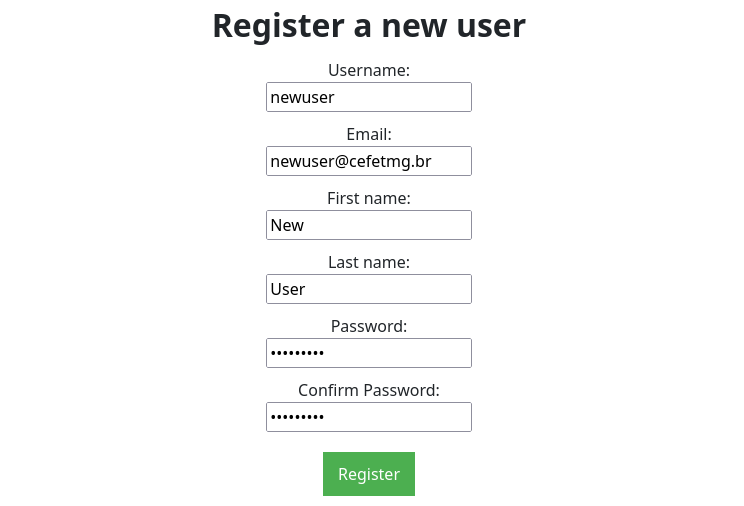 Register a new user
Username:
newuser
Email:
newuser@cefetmg.br
First name:
New
Last name:
User
Password:
•••••••••
Confirm Password:
•••••••••
Register